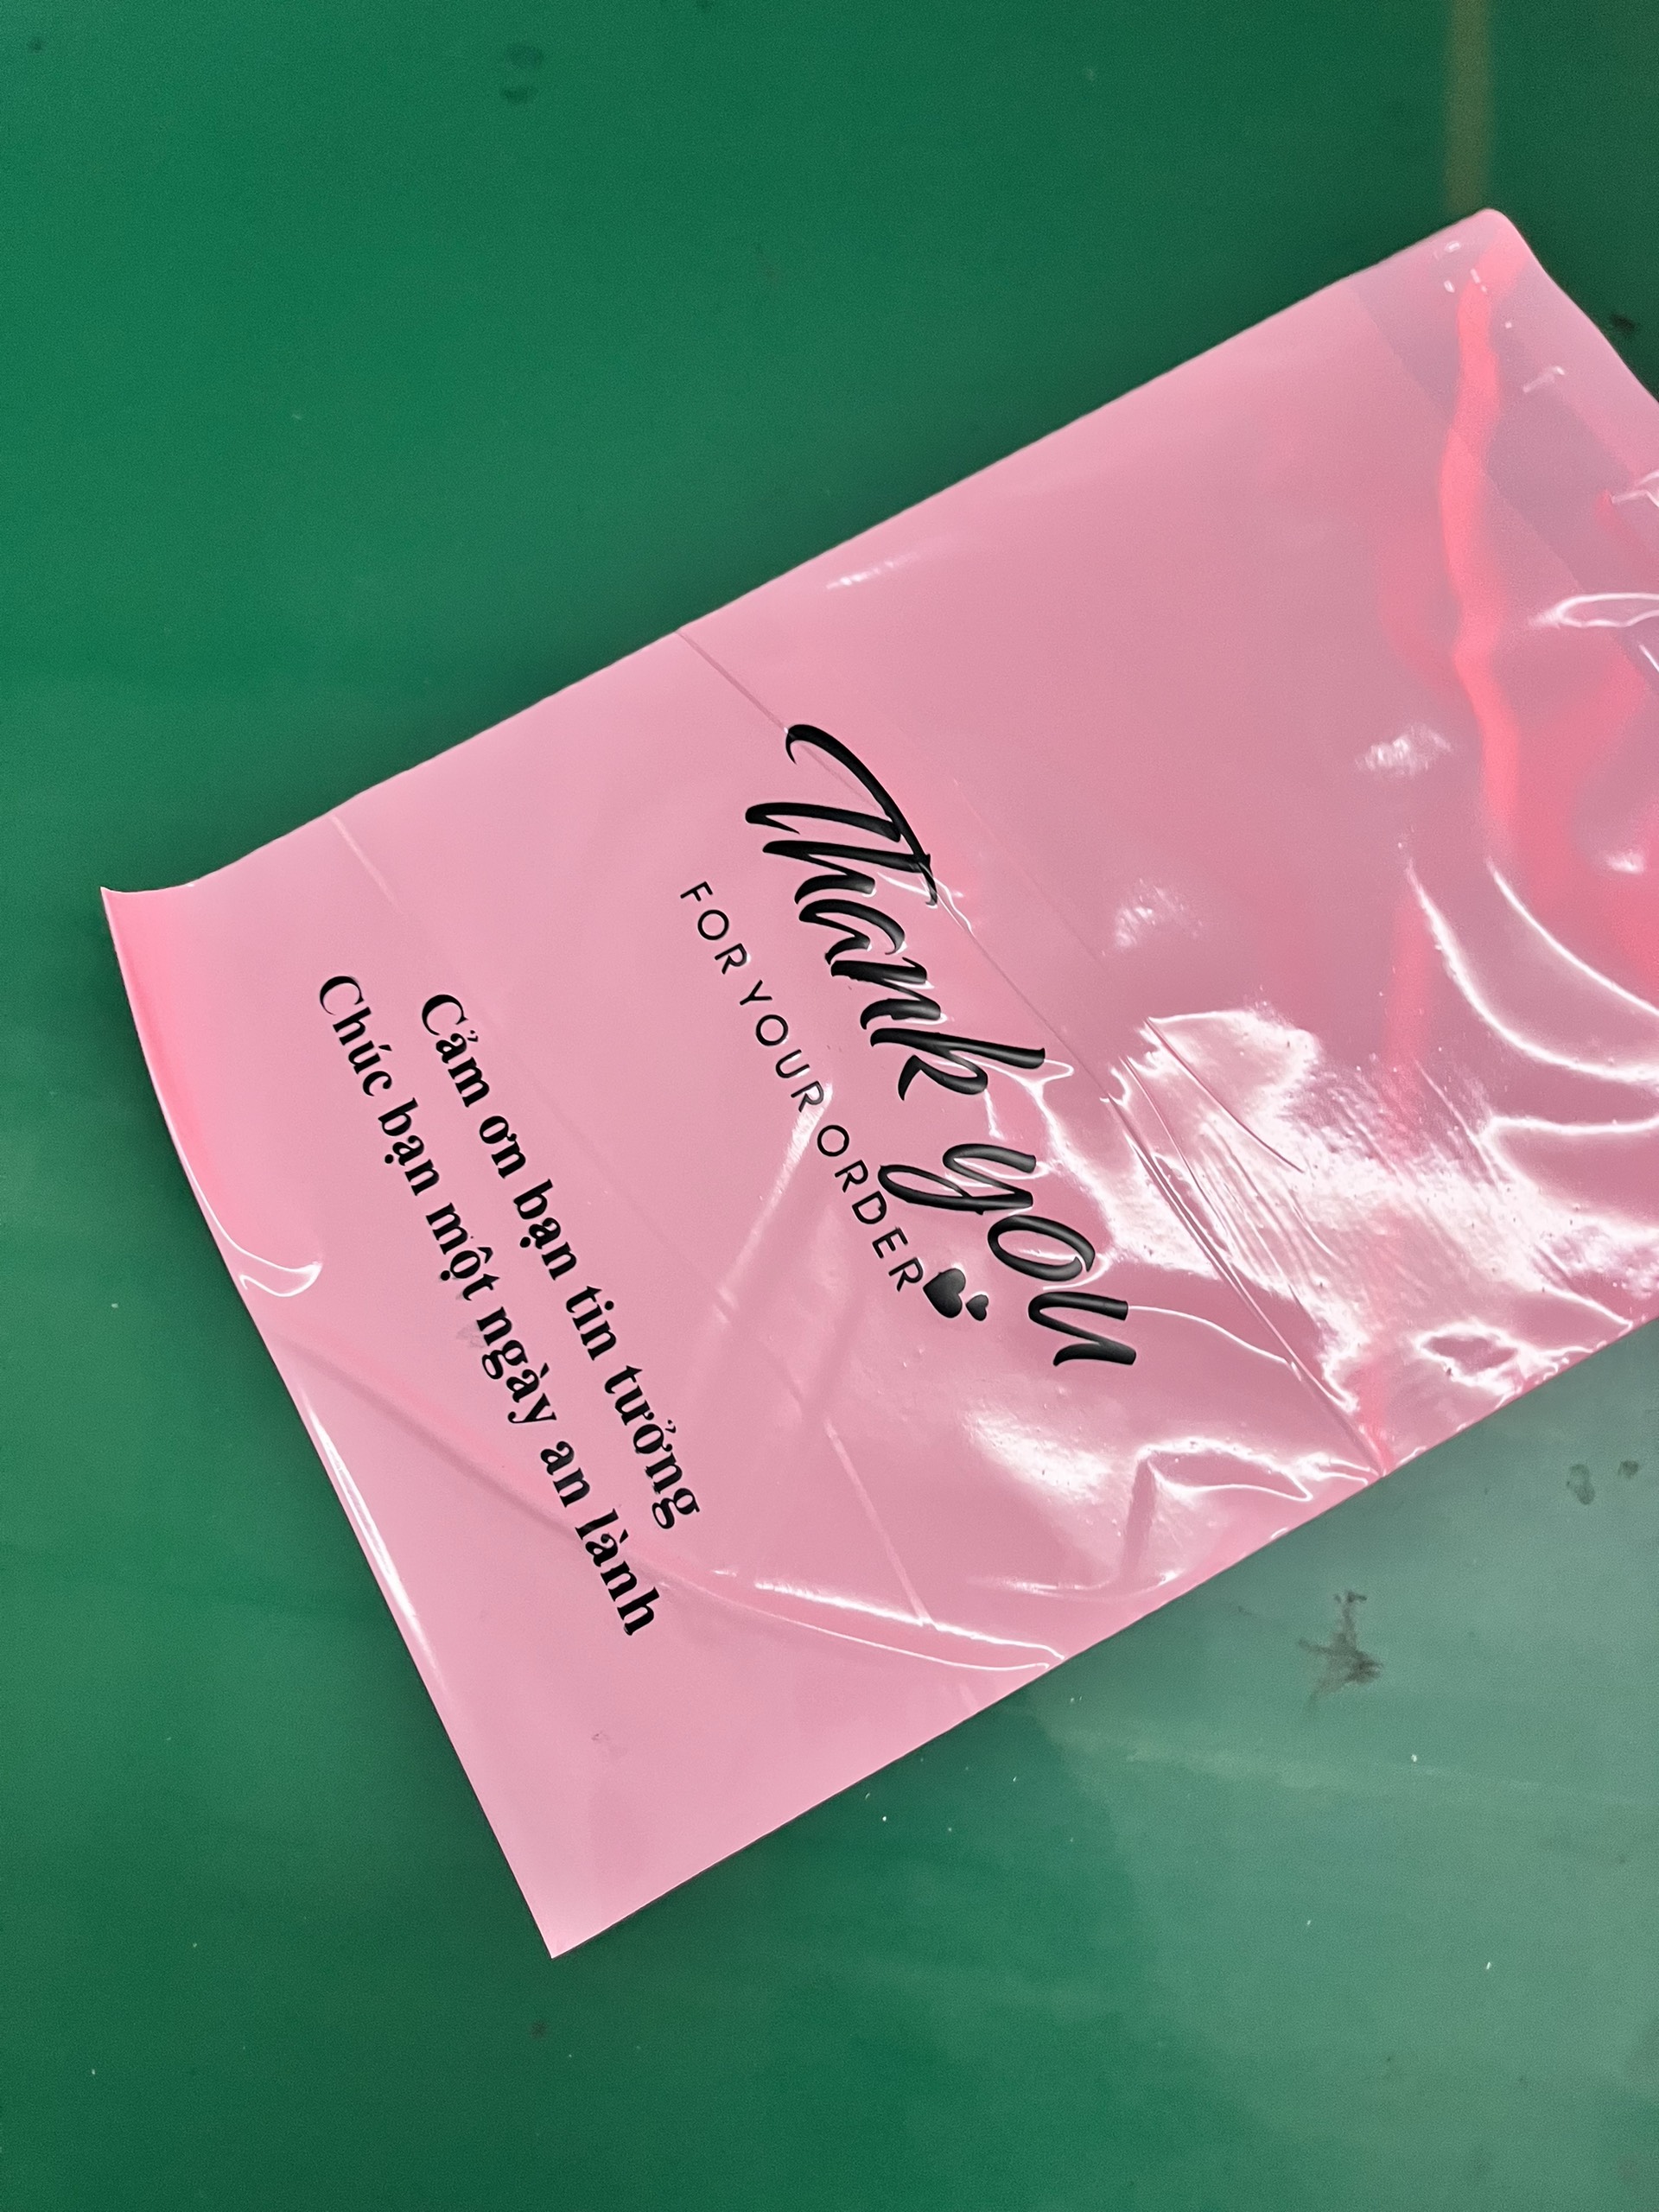 Thank you
FOR YOUR ORDER
Cảm ơn bạn tin tưởng
Chúc bạn một ngày an lành